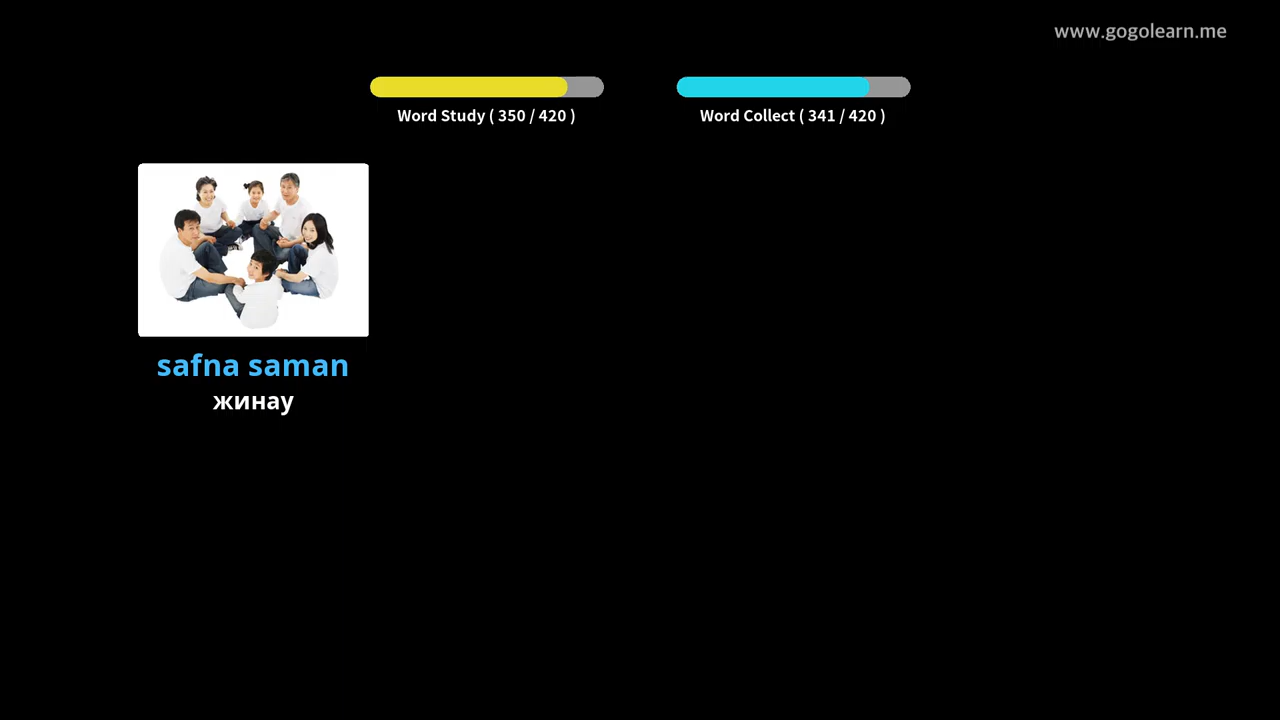 www.gogolearn.me
Word Study ( 350 / 420 )
Word Collect ( 341 / 420 )
safna saman
жинау